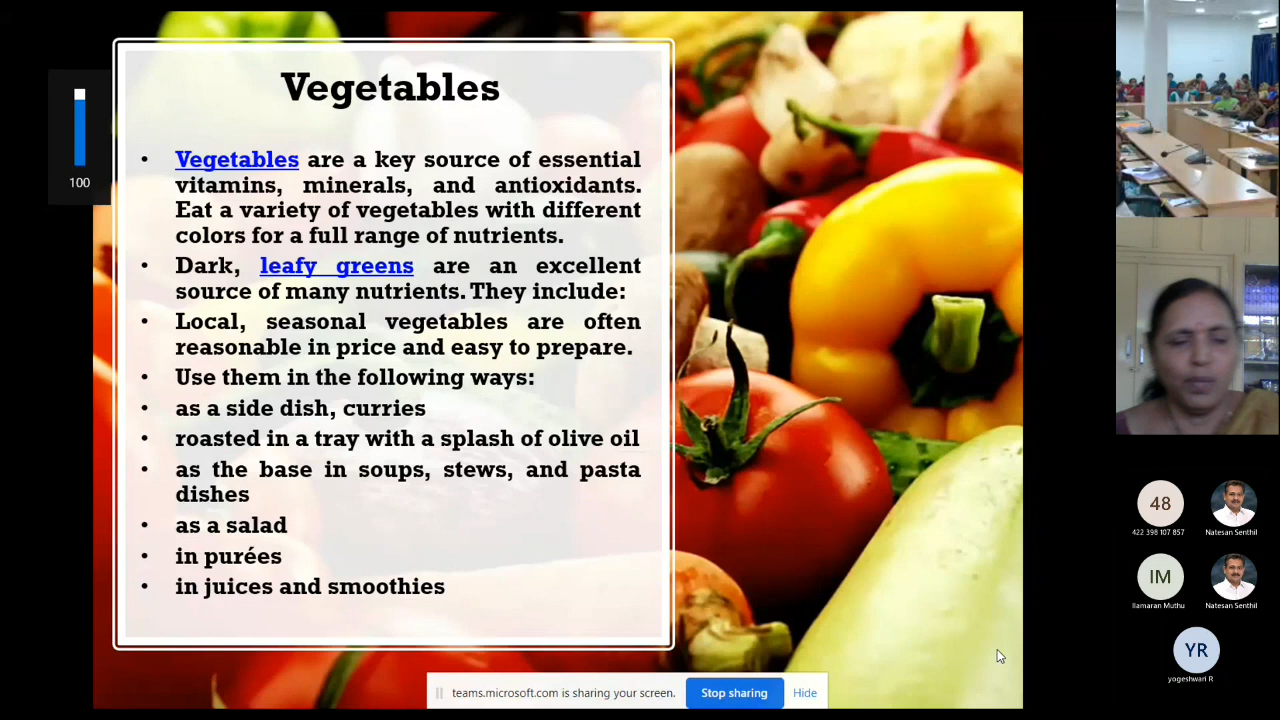 Vegetables
• Vegetables are a key source of essential
vitamins, minerals, and antioxidants.
Eat a variety of vegetables with different
colors for a full range of nutrients.
• Dark, leafy greens are an excellent
source of many nutrients. They include:
• Local, seasonal vegetables are often
reasonable in price and easy to prepare.
• Use them in the following ways:
• as a side dish, curries
• roasted in a tray with a splash of olive oil
• as the base in soups, stews, and pasta
dishes
• as a salad
• in purées
• in juices and smoothies
100
teams.microsoft.com is sharing your screen.
Stop sharing
Hide
48
422 398 107 857
Natesan Senthil
IM
Ilamaran Muthu
Natesan Senthil
YR
yogeshwari R